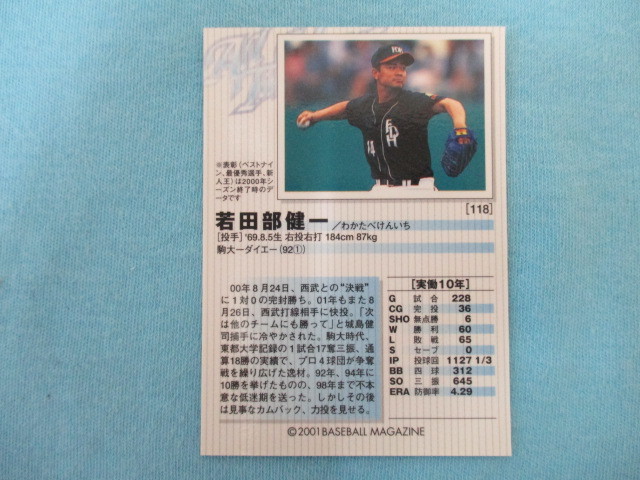 ※表彰（ベストナイ
ン、最優秀選手、新
人王）は2000年シ
ーズン終了時のデ
ータです
FDH
14
[118]
若田部健一／わかたべけんいち
[投手] '69.8.5生 右投右打 184cm 87kg
駒大ーダイエー（92①）
00年8月24日、西武との“決戦”
に1対0の完封勝ち。01年もまた8
月26日、西武打線相手に快投。「次
は他のチームにも勝って」と城島健
司捕手に冷やかされた。駒大時代、
東都大学記録の1試合17奪三振、通
算18勝の実績で、プロ4球団が争奪
戦を繰り広げた逸材。92年、94年に
10勝を挙げたものの、98年まで不本
意な低迷期を送った。しかしその後
は見事なカムバック、力投を見せる。
[実働10年]
G 試合 228
CG 完投 36
SHO 無点勝 6
W 勝利 60
L 敗戦 65
S セーブ 0
IP 投球回 1127 1/3
BB 四球 312
SO 三振 645
ERA 防御率 4.29
©2001 BASEBALL MAGAZINE